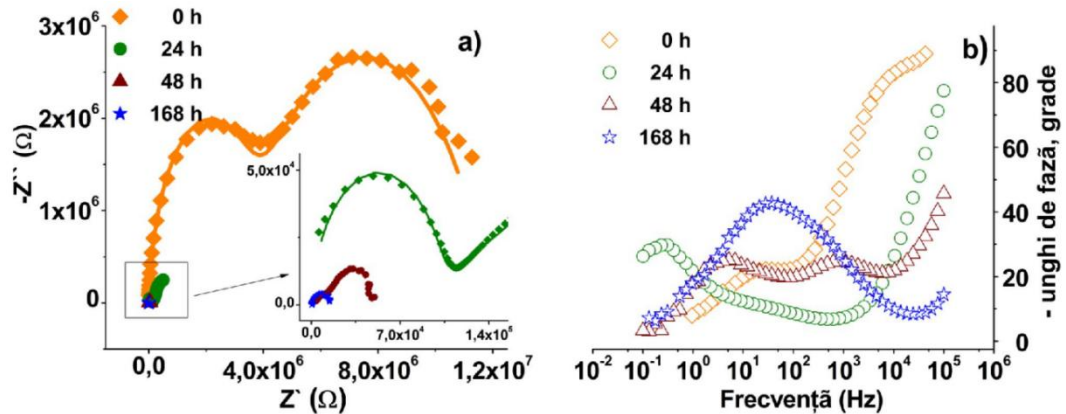 a)
0 h
24 h
48 h
168 h
3x10⁶
2x10⁶
1x10⁶
0
-Z`` (Ω)
0,0
4,0x10⁶
8,0x10⁶
1,2x10⁷
Z` (Ω)
5,0x10⁴
0,0
0,0
7,0x10⁴
1,4x10⁵
b)
0 h
24 h
48 h
168 h
80
60
40
20
0
- unghi de fază, grade
10⁻² 10⁻¹ 10⁰ 10¹ 10² 10³ 10⁴ 10⁵ 10⁶
Frecvență (Hz)